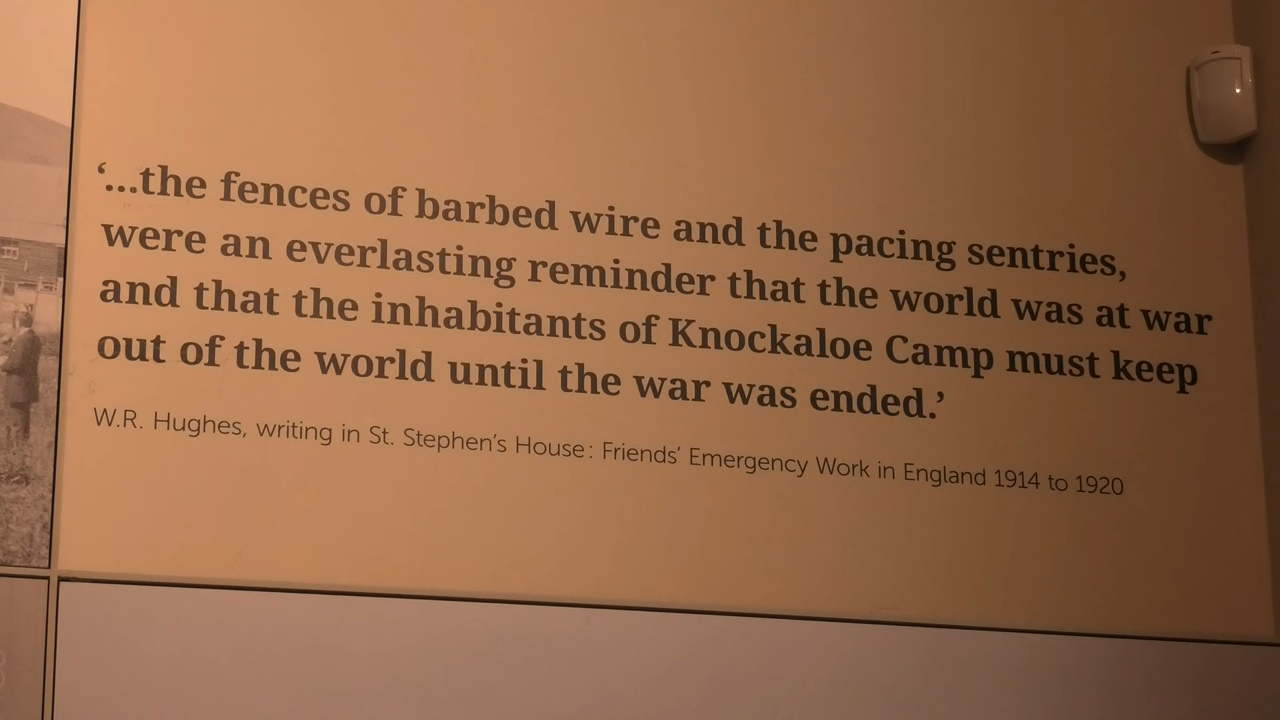 ‘...the fences of barbed wire and the pacing sentries,
were an everlasting reminder that the world was at war
and that the inhabitants of Knockaloe Camp must keep
out of the world until the war was ended.’
W.R. Hughes, writing in St. Stephen’s House: Friends’ Emergency Work in England 1914 to 1920